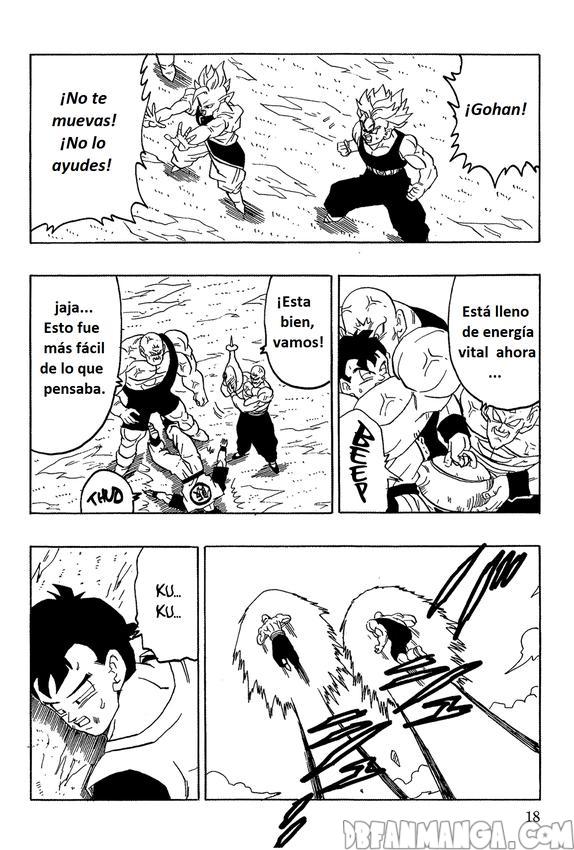 ¡No te
muevas!
¡No lo
ayudes!
¡Gohan!
jaja...
Esto fue
más fácil
de lo que
pensaba.
¡Esta
bien,
vamos!
THUD
Está lleno
de energía
vital ahora
...
BEEP
KU...
KU...
18
DBFANMANGA.COM